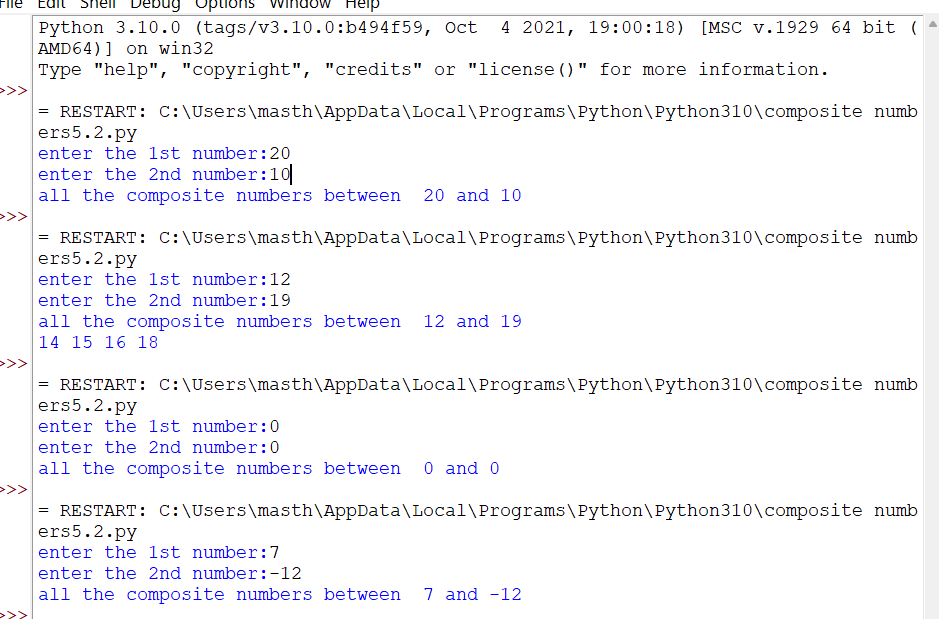 File Edit Shell Debug Options Window Help
Python 3.10.0 (tags/v3.10.0:b494f59, Oct  4 2021, 19:00:18) [MSC v.1929 64 bit (
AMD64)] on win32
Type "help", "copyright", "credits" or "license()" for more information.
>>>
= RESTART: C:\Users\masth\AppData\Local\Programs\Python\Python310\composite numb
ers5.2.py
enter the 1st number:20
enter the 2nd number:10
all the composite numbers between  20 and 10
>>>
= RESTART: C:\Users\masth\AppData\Local\Programs\Python\Python310\composite numb
ers5.2.py
enter the 1st number:12
enter the 2nd number:19
all the composite numbers between  12 and 19
14 15 16 18
>>>
= RESTART: C:\Users\masth\AppData\Local\Programs\Python\Python310\composite numb
ers5.2.py
enter the 1st number:0
enter the 2nd number:0
all the composite numbers between  0 and 0
>>>
= RESTART: C:\Users\masth\AppData\Local\Programs\Python\Python310\composite numb
ers5.2.py
enter the 1st number:7
enter the 2nd number:-12
all the composite numbers between  7 and -12
>>>